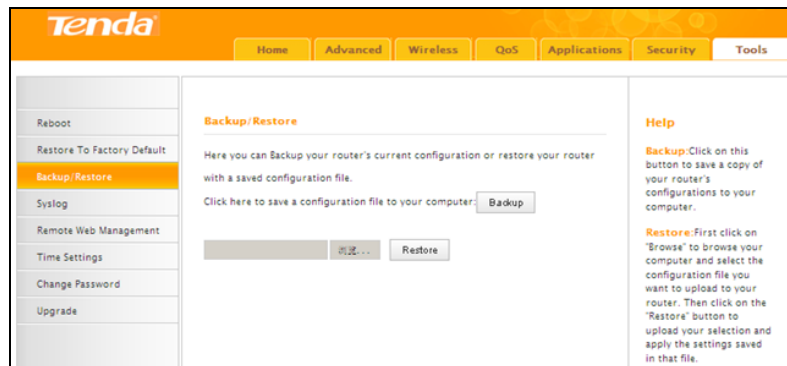 Tenda
Home Advanced Wireless QoS Applications Security Tools
Reboot
Restore To Factory Default
Backup/Restore
Syslog
Remote Web Management
Time Settings
Change Password
Upgrade
Backup/Restore
Here you can Backup your router's current configuration or restore your router
with a saved configuration file.
Click here to save a configuration file to your computer: Backup
浏览... Restore
Help
Backup:Click on this
button to save a copy of
your router's
configurations to your
computer.
Restore:First click on
"Browse" to browse your
computer and select the
configuration file you
want to upload to your
router. Then click on the
"Restore" button to
upload your selection and
apply the settings saved
in that file.